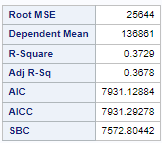 Root MSE 25644
Dependent Mean 136861
R-Square 0.3729
Adj R-Sq 0.3678
AIC 7931.12884
AICC 7931.29278
SBC 7572.80442